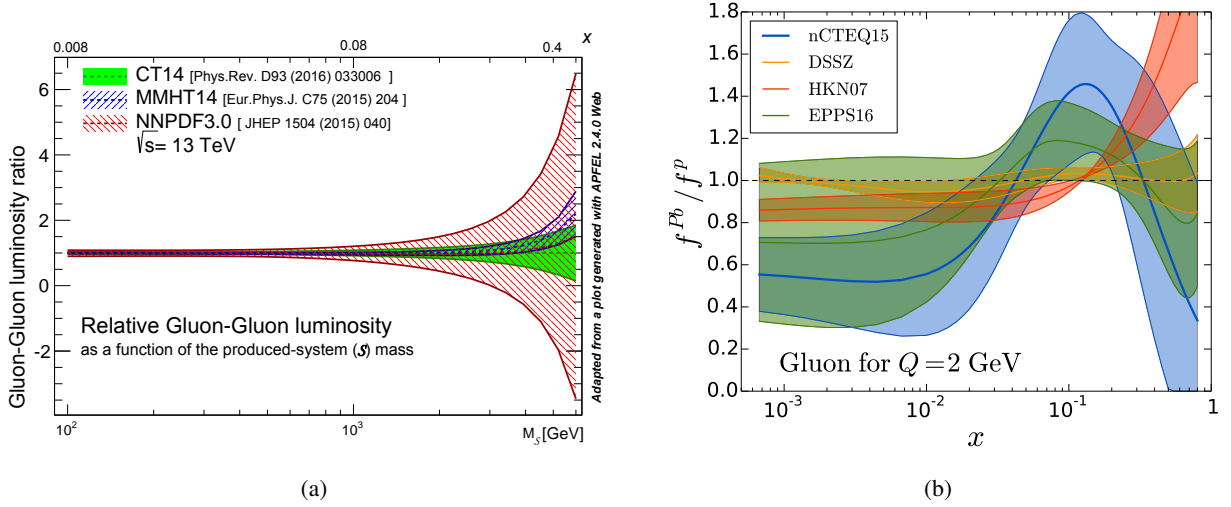 0.008
0.08
0.4
x
CT14 [Phys.Rev. D93 (2016) 033006 ]
MMHT14 [Eur.Phys.J. C75 (2015) 204 ]
NNPDF3.0 [ JHEP 1504 (2015) 040]
√s= 13 TeV
6
4
2
0
-2
Gluon-Gluon luminosity ratio
Relative Gluon-Gluon luminosity
as a function of the produced-system (𝒮) mass
Adapted from a plot generated with APFEL 2.4.0 Web
10²
10³
M𝒮[GeV]
(a)
1.8
1.6
1.4
1.2
1.0
0.8
0.6
0.4
0.2
0.0
f^Pb / f^p
nCTEQ15
DSSZ
HKN07
EPPS16
Gluon for Q = 2 GeV
10⁻³
10⁻²
10⁻¹
1
x
(b)